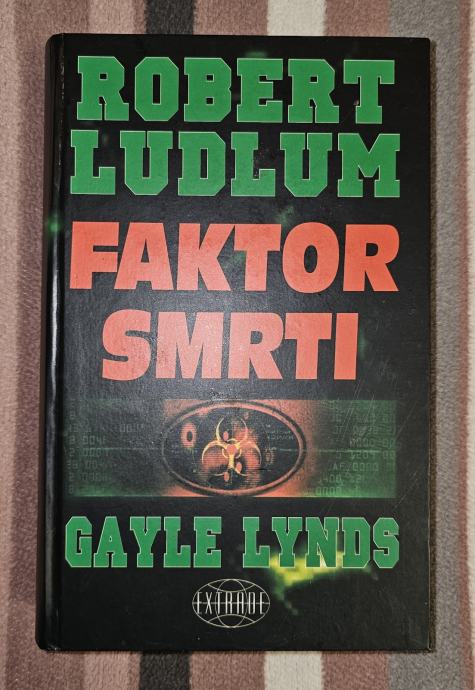 ROBERT
LUDLUM
FAKTOR
SMRTI
GAYLE LYNDS
EXTRADE